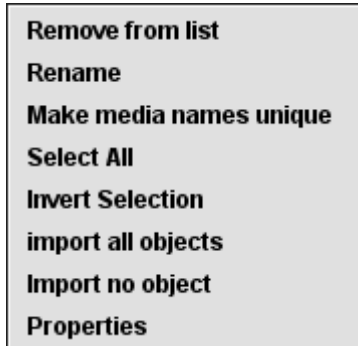 Remove from list
Rename
Make media names unique
Select All
Invert Selection
import all objects
Import no object
Properties